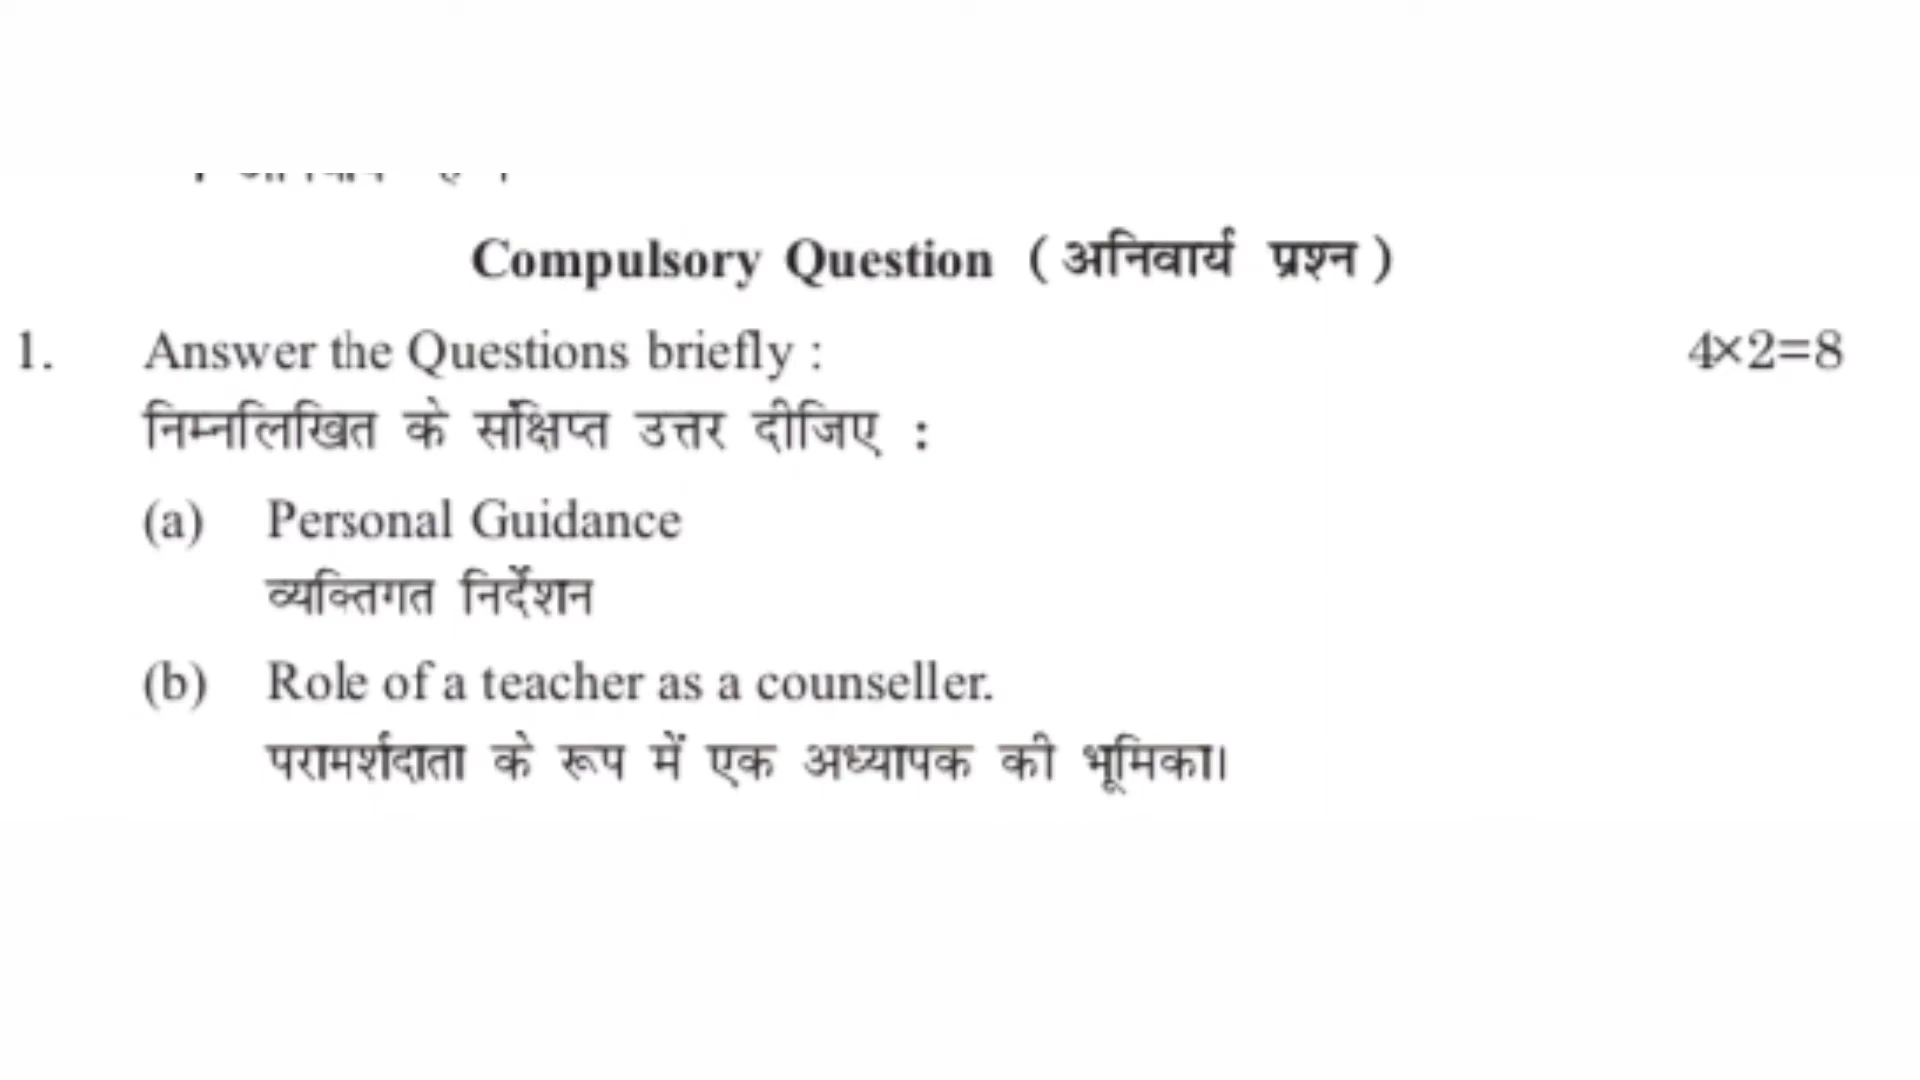 Compulsory Question (अनिवार्य प्रश्न)
1. Answer the Questions briefly : 4×2=8
निम्नलिखित के संक्षिप्त उत्तर दीजिए :
(a) Personal Guidance
व्यक्तिगत निर्देशन
(b) Role of a teacher as a counseller.
परामर्शदाता के रूप में एक अध्यापक की भूमिका।